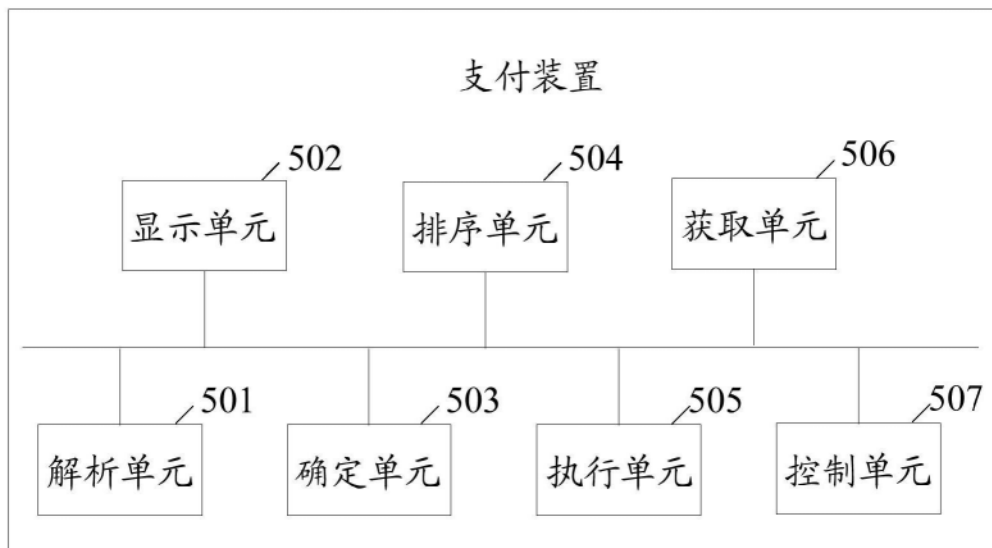 支付装置
502
504
506
显示单元
排序单元
获取单元
501
503
505
507
解析单元
确定单元
执行单元
控制单元